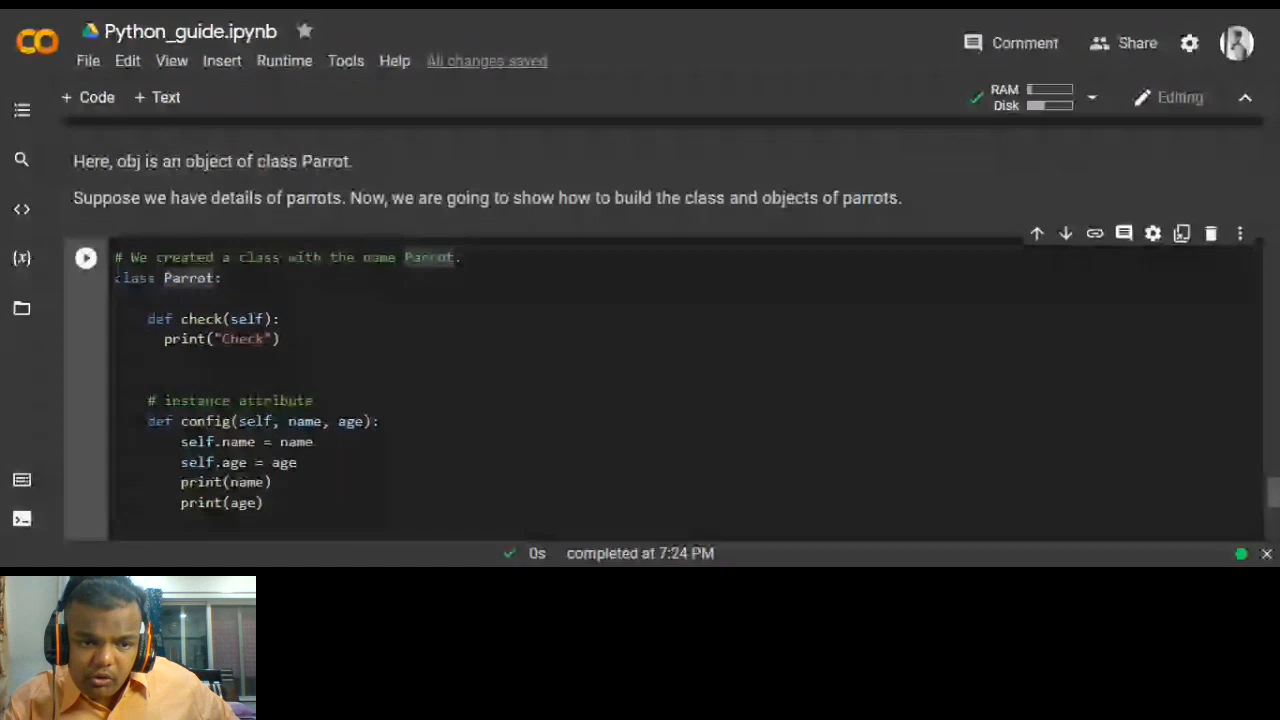 Python_guide.ipynb
Comment
Share
File Edit View Insert Runtime Tools Help All changes saved
+ Code + Text
RAM
Disk
Editing
Here, obj is an object of class Parrot.
Suppose we have details of parrots. Now, we are going to show how to build the class and objects of parrots.
# We created a class with the name Parrot.
class Parrot:
def check(self):
print("Check")
# instance attribute
def config(self, name, age):
self.name = name
self.age = age
print(name)
print(age)
0s completed at 7:24 PM